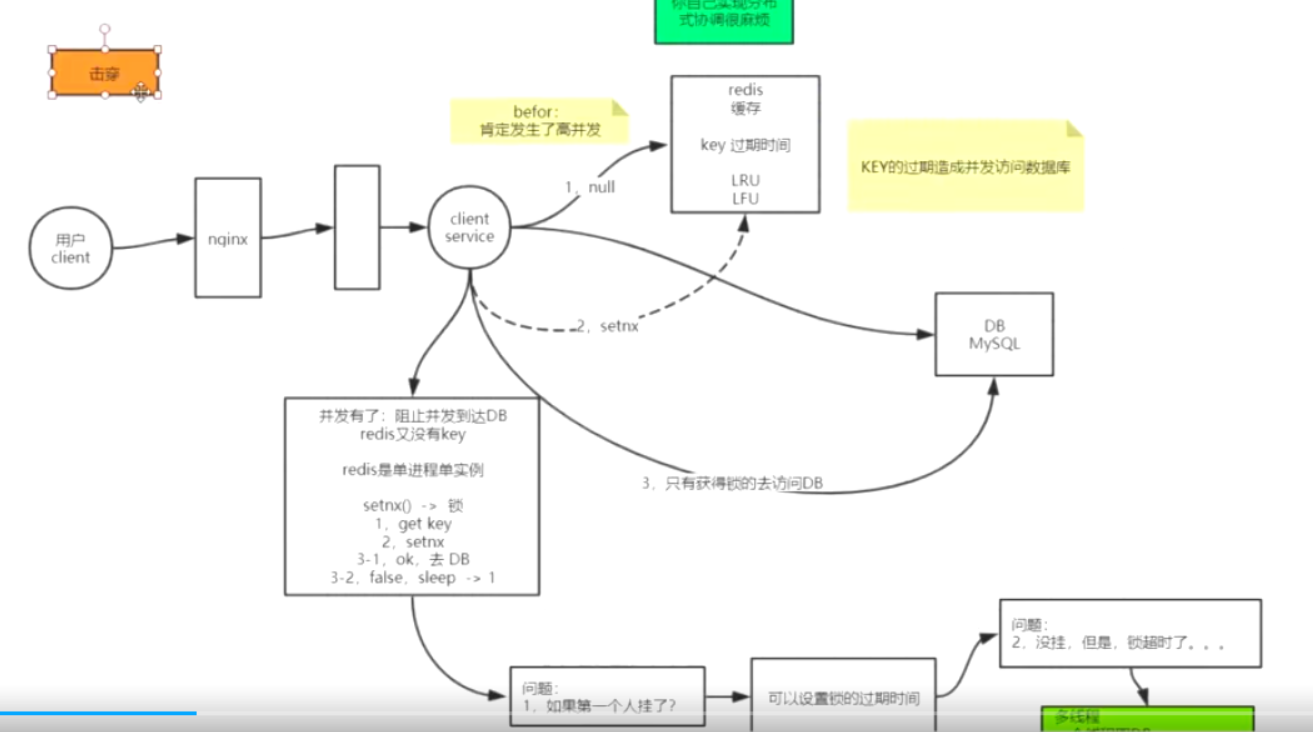 你自己实现分布
式协调很麻烦
击穿
befor：
肯定发生了高并发
redis
缓存
key 过期时间
LRU
LFU
KEY的过期造成并发访问数据库
1，null
用户
client
nginx
client
service
2，setnx
DB
MySQL
并发有了：阻止并发到达DB
redis又没有key
redis是单进程单实例
setnx() -> 锁
1，get key
2，setnx
3-1，ok，去 DB
3-2，false，sleep -> 1
3，只有获得锁的去访问DB
问题：
1，如果第一个人挂了？
可以设置锁的过期时间
问题：
2，没挂，但是，锁超时了。。。
多线程